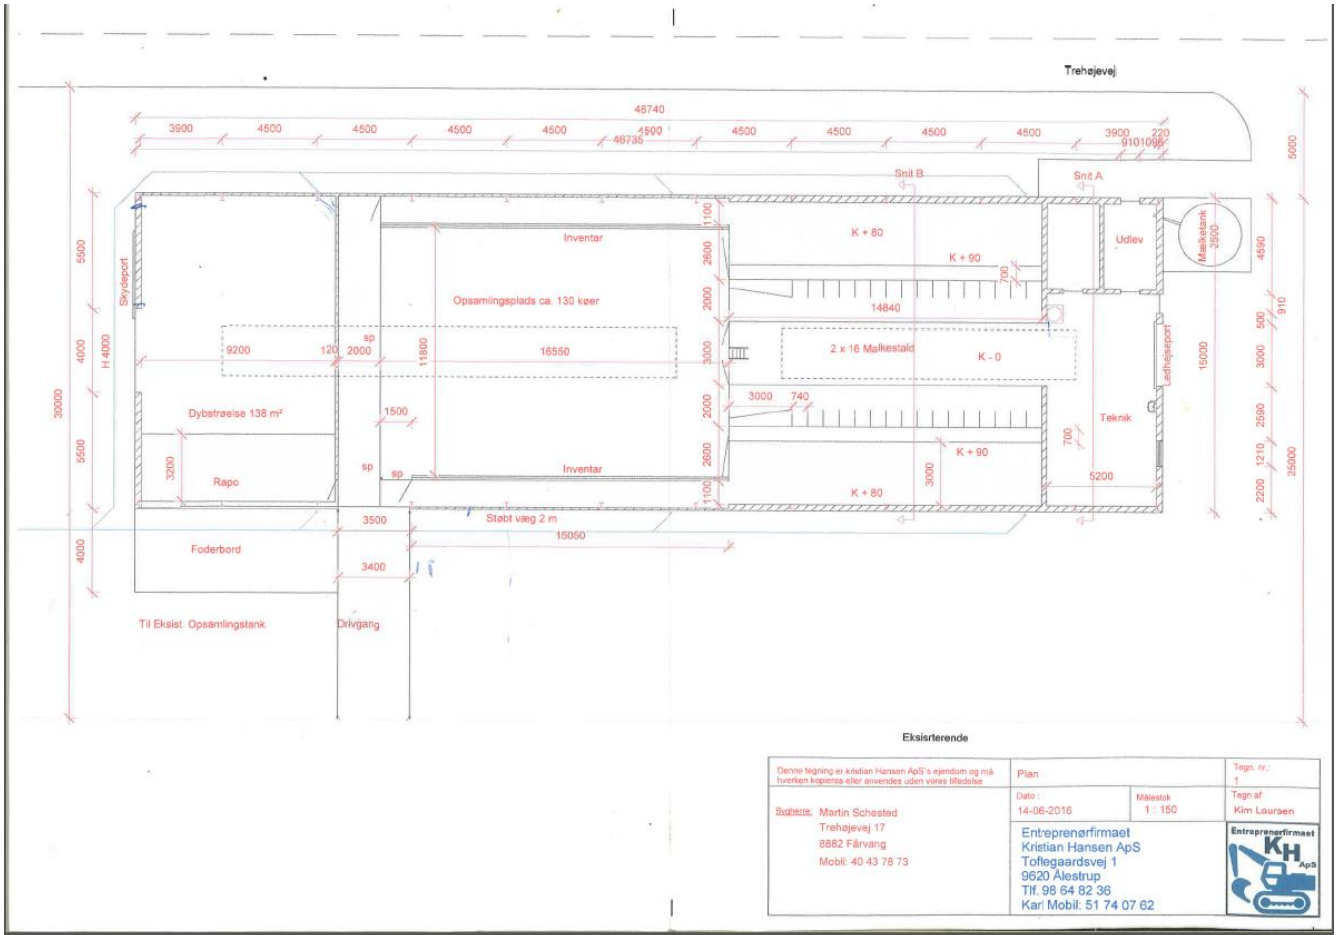 Trehøjevej
48740
3900 4500 4500 4500 4500 4500 4500 4500 4500 4500 3900 220
46735
910 1095
5000
Snit B
Snit A
5500
Skydeport
H 4000
4000
5500
30000
4000
1100
2600
2000
3000
2000
2600
1100
Inventar
Opsamlingsplads ca. 130 køer
K + 80
K + 90
700
14840
Udlev
Mælketank
2500
4590
910
500
3000
2590
1210
2200
15000
25000
Ledhejseport
sp
9200
120
2000
11800
16550
2 x 16 Malkestald
K - 0
1500
3000
740
Dybstrøelse 138 m²
Teknik
3200
Rapo
sp
sp
Inventar
K + 90
700
3000
K + 80
5200
3500
Støbt væg 2 m
15050
Foderbord
3400
Til Eksist. Opsamlingstank
Drivgang
Eksisrterende
Denne tegning er kristian Hansen ApS's ejendom og må
hverken kopieres eller anvendes uden vores tilledelse
Plan
Tegn. nr.:
1
Bygherre:
Martin Schested
Trehøjevej 17
8882 Fårvang
Mobil: 40 43 78 73
Dato :
14-06-2016
Målestok
1 : 150
Tegn af
Kim Laursen
Entreprenørfirmaet
Kristian Hansen ApS
Toftegaardsvej 1
9620 Ålestrup
Tlf. 98 64 82 36
Karl Mobil: 51 74 07 62
Entreprenørfirmaet
KH
ApS